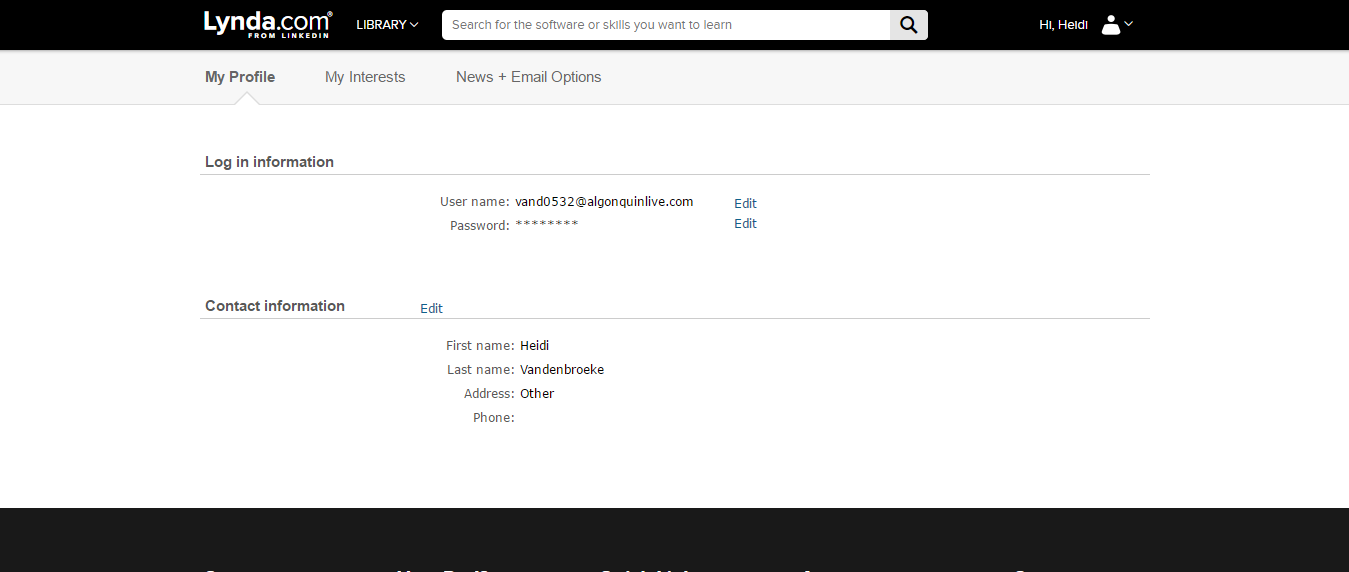 Lynda.com®
FROM LINKEDIN
LIBRARY
Search for the software or skills you want to learn
Hi, Heidi
My Profile
My Interests
News + Email Options
Log in information
User name: vand0532@algonquinlive.com Edit
Password: ******** Edit
Contact information Edit
First name: Heidi
Last name: Vandenbroeke
Address: Other
Phone: